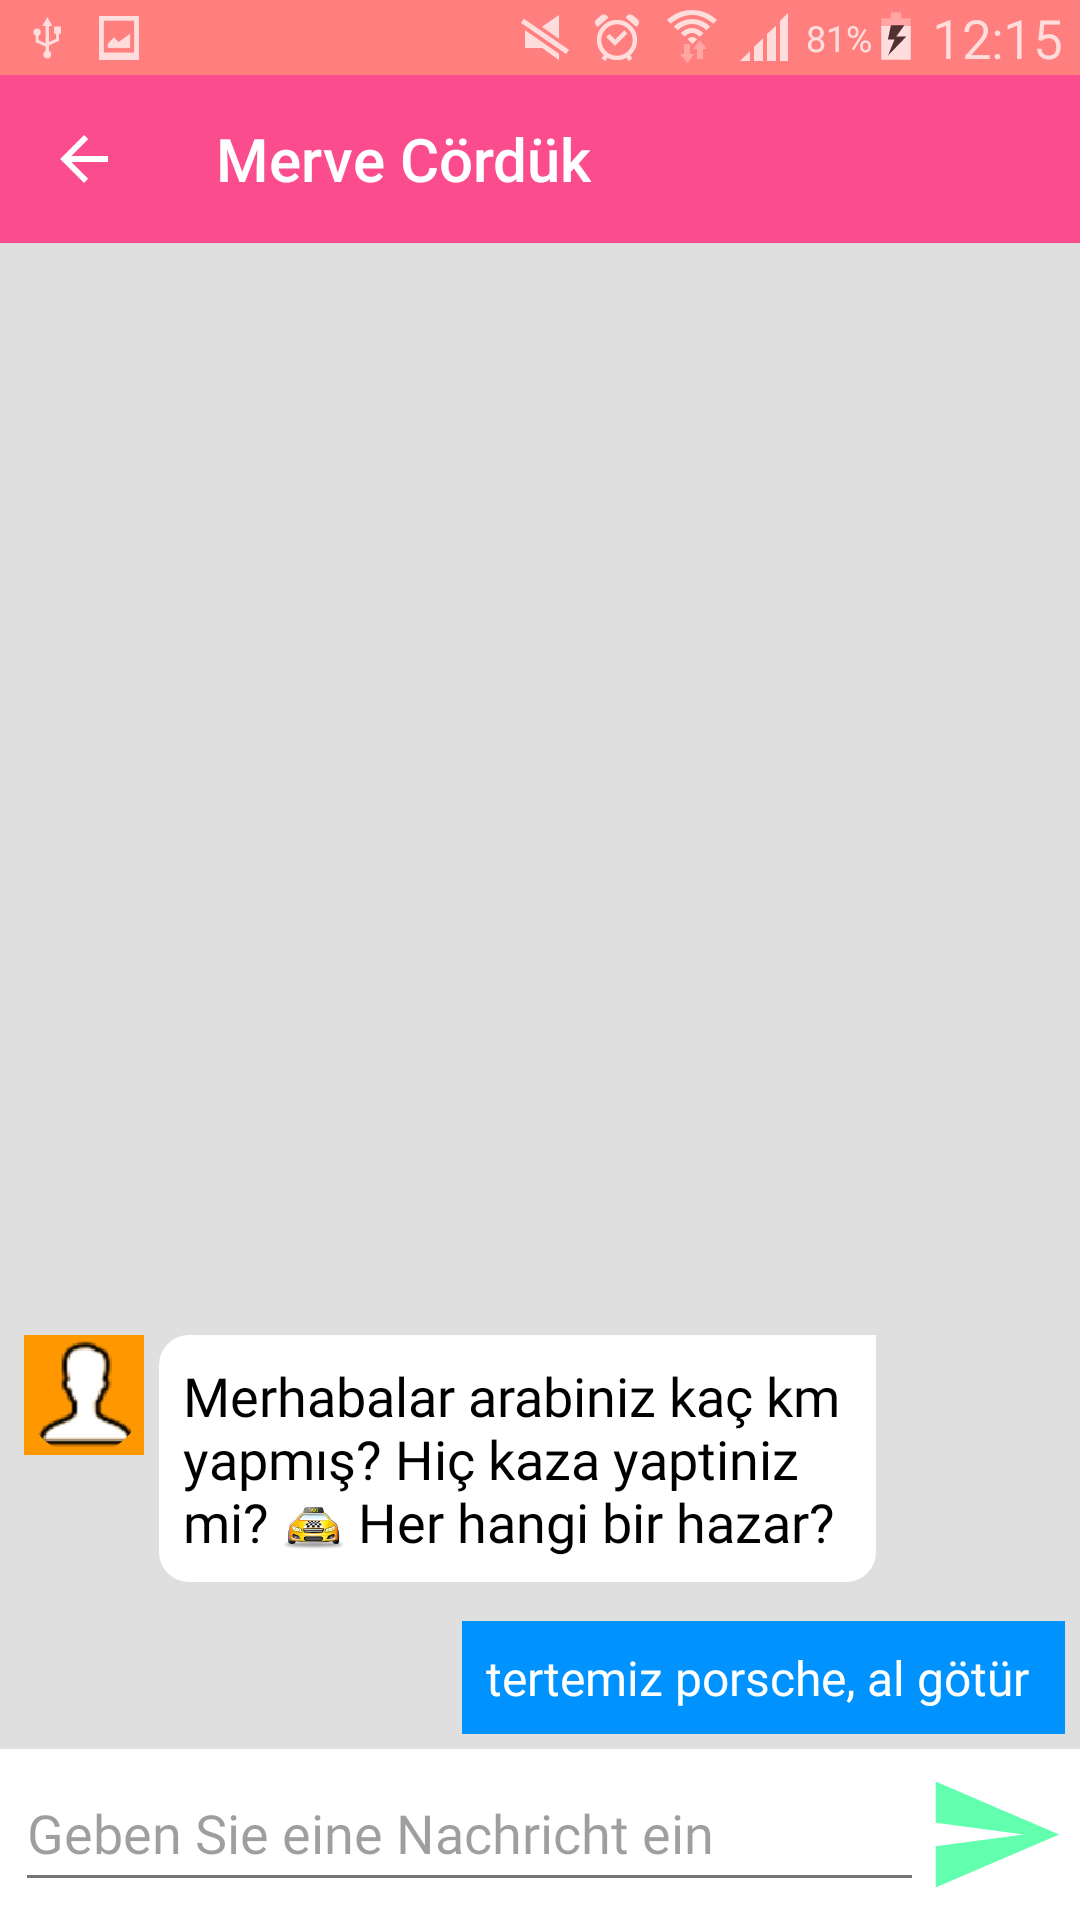 81% 12:15
Merve Cördük
Merhabalar arabiniz kaç km
yapmış? Hiç kaza yaptiniz
mi? 🚖 Her hangi bir hazar?
tertemiz porsche, al götür
Geben Sie eine Nachricht ein